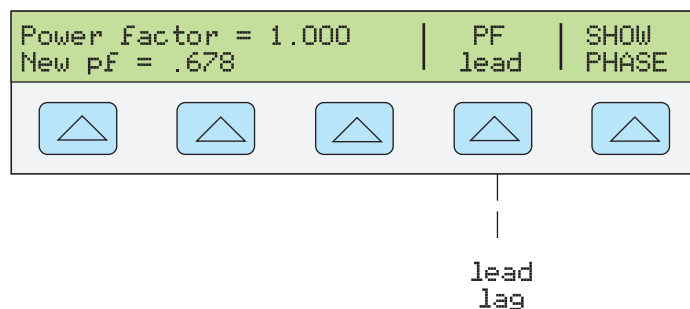 Power factor = 1.000 | PF | SHOW
New pf = .678 | lead | PHASE
lead
lag